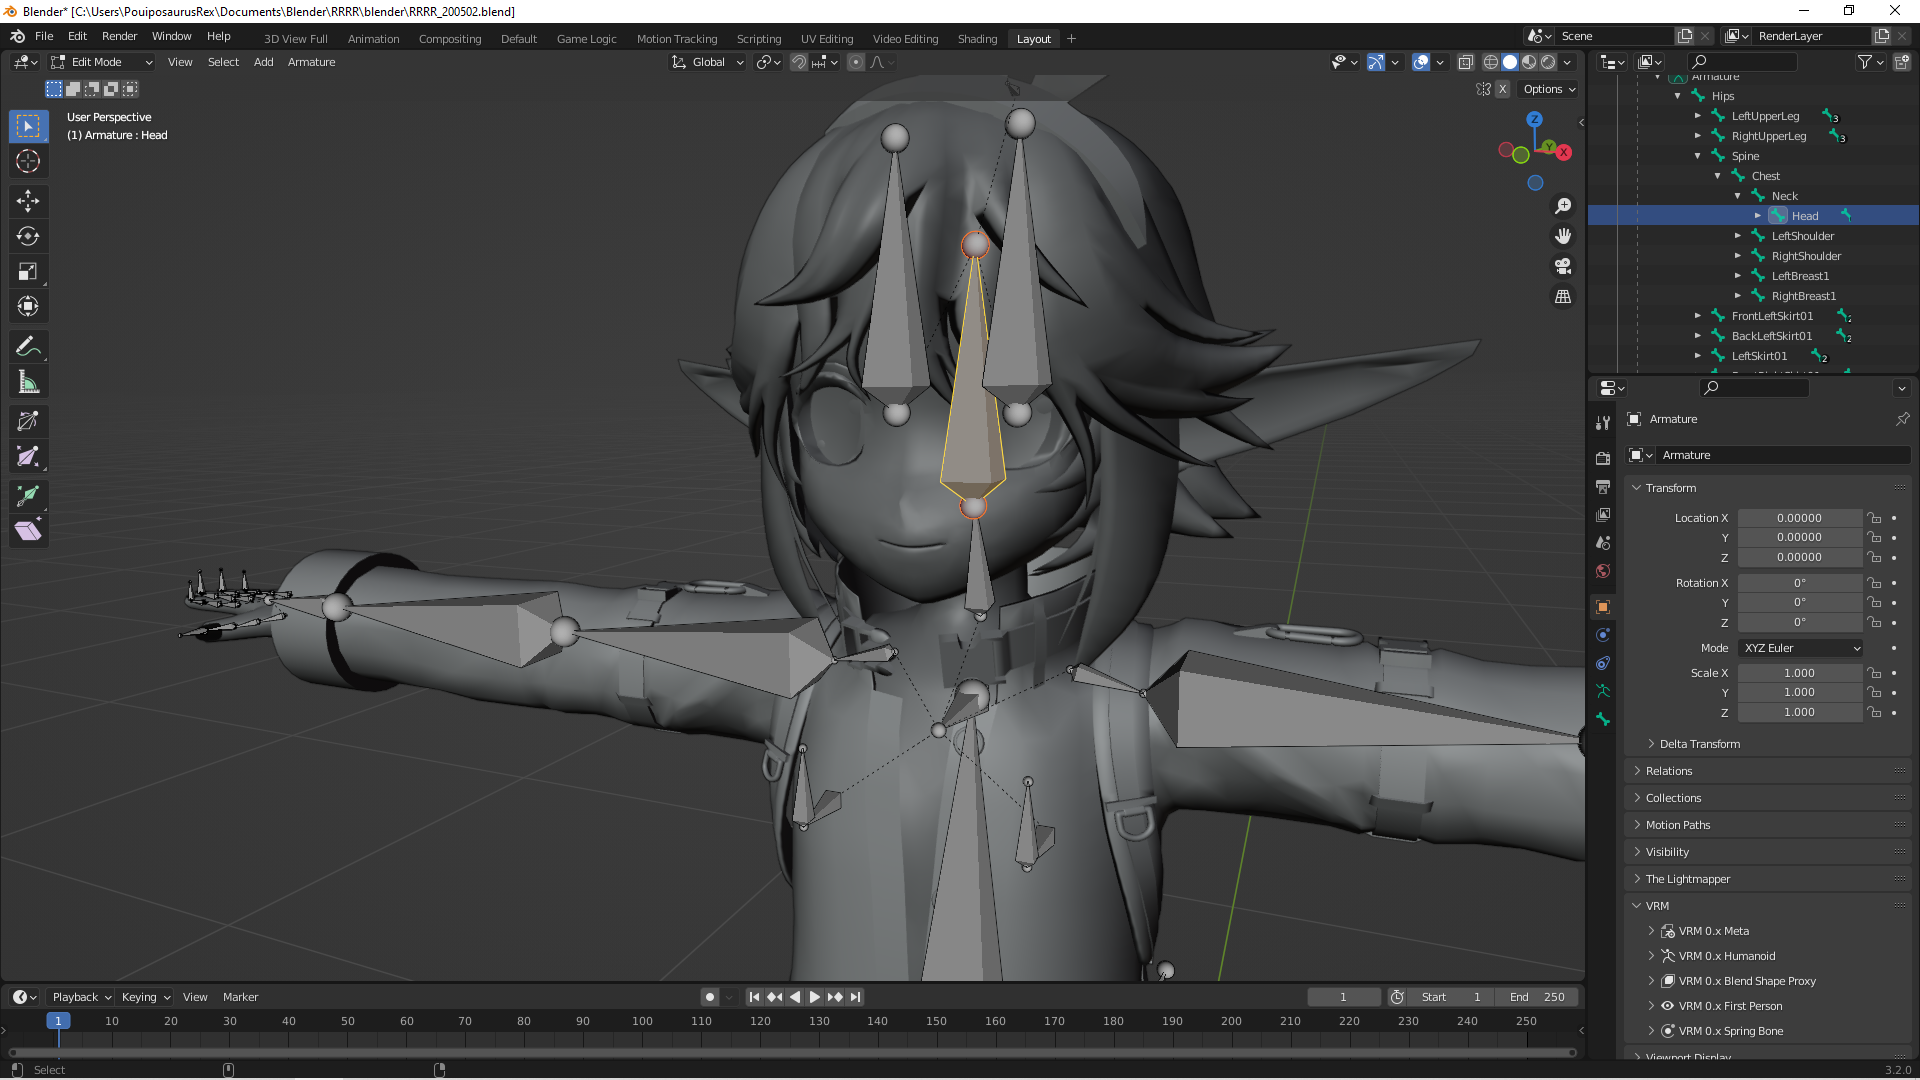 Blender* [C:\Users\PouiposaurusRex\Documents\Blender\RRRR\blender\RRRR_200502.blend]
File Edit Render Window Help
3D View Full Animation Compositing Default Game Logic Motion Tracking Scripting UV Editing Video Editing Shading Layout +
Scene
RenderLayer
Edit Mode View Select Add Armature
Global
X Options
User Perspective
(1) Armature : Head
Z
Y
X
Armature
Hips
LeftUpperLeg 3
RightUpperLeg 3
Spine
Chest
Neck
Head
LeftShoulder
RightShoulder
LeftBreast1
RightBreast1
FrontLeftSkirt01 2
BackLeftSkirt01 2
LeftSkirt01 2
Armature
Armature
Transform
Location X 0.00000
Y 0.00000
Z 0.00000
Rotation X 0°
Y 0°
Z 0°
Mode XYZ Euler
Scale X 1.000
Y 1.000
Z 1.000
Delta Transform
Relations
Collections
Motion Paths
Visibility
The Lightmapper
VRM
VRM 0.x Meta
VRM 0.x Humanoid
VRM 0.x Blend Shape Proxy
VRM 0.x First Person
VRM 0.x Spring Bone
Viewport Display
Playback Keying View Marker
1 Start 1 End 250
1 10 20 30 40 50 60 70 80 90 100 110 120 130 140 150 160 170 180 190 200 210 220 230 240 250
Select
3.2.0